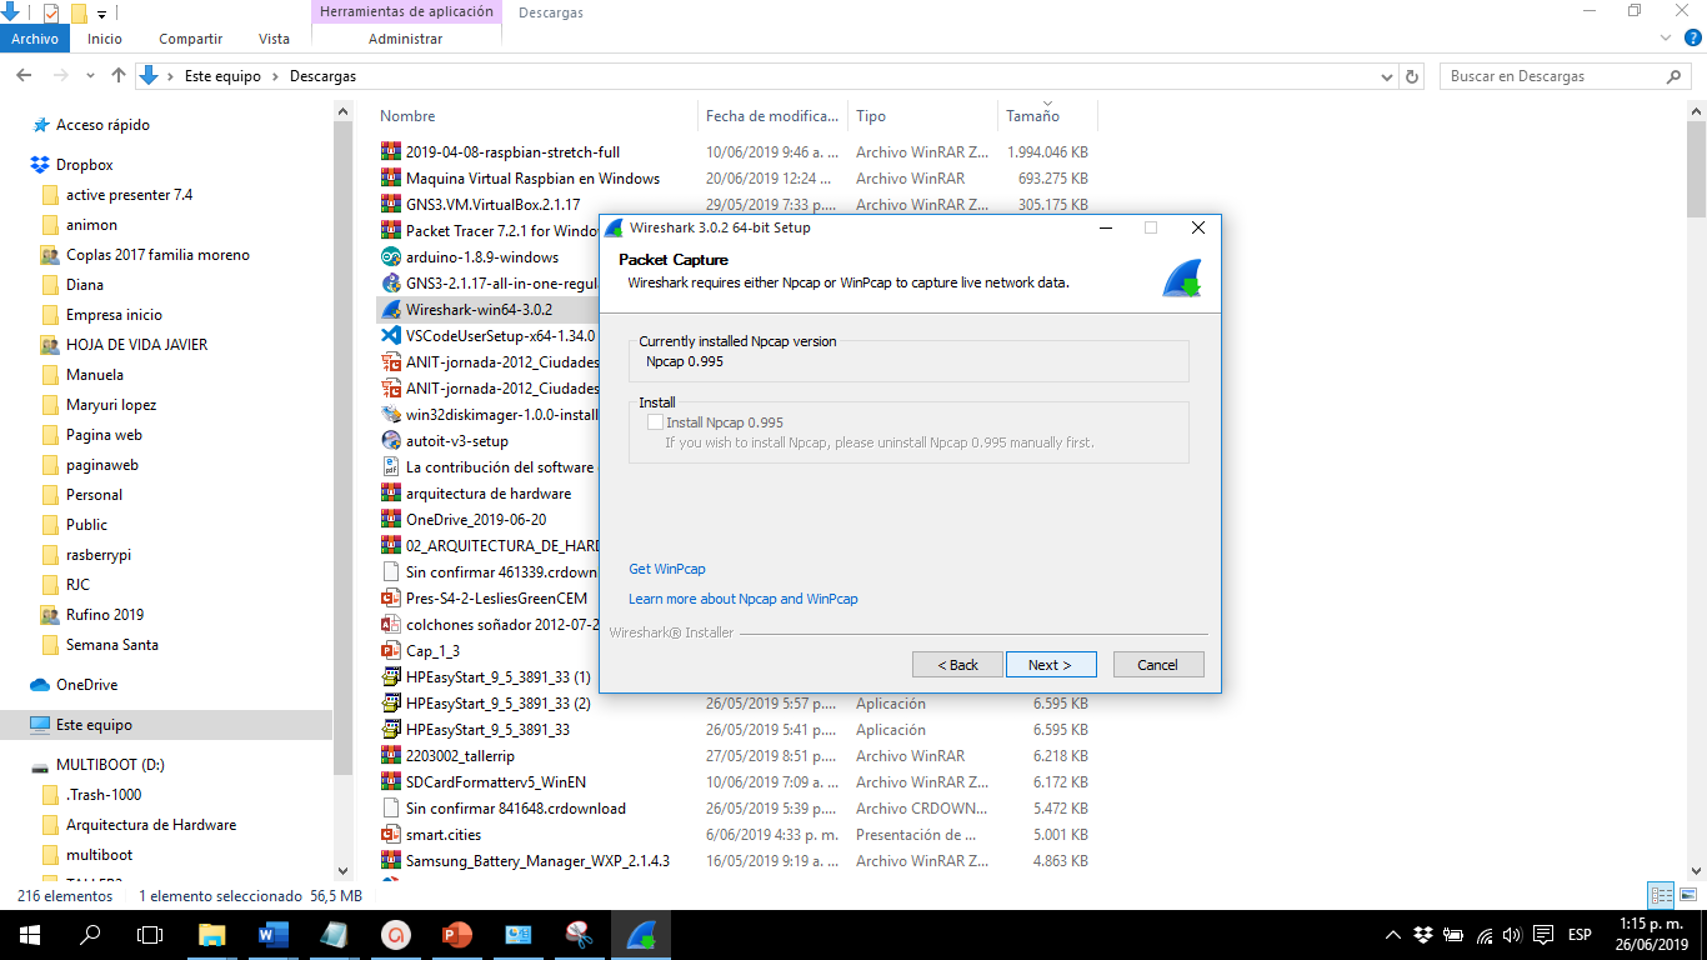 Herramientas de aplicación
Descargas
Archivo
Inicio
Compartir
Vista
Administrar
Este equipo
Descargas
Buscar en Descargas
Acceso rápido
Dropbox
active presenter 7.4
animon
Coplas 2017 familia moreno
Diana
Empresa inicio
HOJA DE VIDA JAVIER
Manuela
Maryuri lopez
Pagina web
paginaweb
Personal
Public
rasberrypi
RJC
Rufino 2019
Semana Santa
OneDrive
Este equipo
MULTIBOOT (D:)
.Trash-1000
Arquitectura de Hardware
multiboot
Nombre
Fecha de modifica...
Tipo
Tamaño
2019-04-08-raspbian-stretch-full 10/06/2019 9:46 a. ... Archivo WinRAR Z... 1.994.046 KB
Maquina Virtual Raspbian en Windows 20/06/2019 12:24 ... Archivo WinRAR 693.275 KB
GNS3.VM.VirtualBox.2.1.17 29/05/2019 7:33 p.... Archivo WinRAR Z... 305.175 KB
Packet Tracer 7.2.1 for Windo
arduino-1.8.9-windows
GNS3-2.1.17-all-in-one-regul
Wireshark-win64-3.0.2
VSCodeUserSetup-x64-1.34.0
ANIT-jornada-2012_Ciudades
ANIT-jornada-2012_Ciudades
win32diskimager-1.0.0-install
autoit-v3-setup
La contribución del software
arquitectura de hardware
OneDrive_2019-06-20
02_ARQUITECTURA_DE_HARD
Sin confirmar 461339.crdown
Pres-S4-2-LesliesGreenCEM
colchones soñador 2012-07-2
Cap_1_3
HPEasyStart_9_5_3891_33 (1)
HPEasyStart_9_5_3891_33 (2) 26/05/2019 5:57 p.... Aplicación 6.595 KB
HPEasyStart_9_5_3891_33 26/05/2019 5:41 p.... Aplicación 6.595 KB
2203002_tallerrip 27/05/2019 8:51 p.... Archivo WinRAR 6.218 KB
SDCardFormatterv5_WinEN 10/06/2019 7:09 a. ... Archivo WinRAR Z... 6.172 KB
Sin confirmar 841648.crdownload 26/05/2019 5:39 p.... Archivo CRDOWN... 5.472 KB
smart.cities 6/06/2019 4:33 p. m. Presentación de ... 5.001 KB
Samsung_Battery_Manager_WXP_2.1.4.3 16/05/2019 9:19 a. ... Archivo WinRAR Z... 4.863 KB
Wireshark 3.0.2 64-bit Setup
Packet Capture
Wireshark requires either Npcap or WinPcap to capture live network data.
Currently installed Npcap version
Npcap 0.995
Install
Install Npcap 0.995
If you wish to install Npcap, please uninstall Npcap 0.995 manually first.
Get WinPcap
Learn more about Npcap and WinPcap
Wireshark® Installer
< Back
Next >
Cancel
216 elementos
1 elemento seleccionado 56,5 MB
ESP
1:15 p. m.
26/06/2019